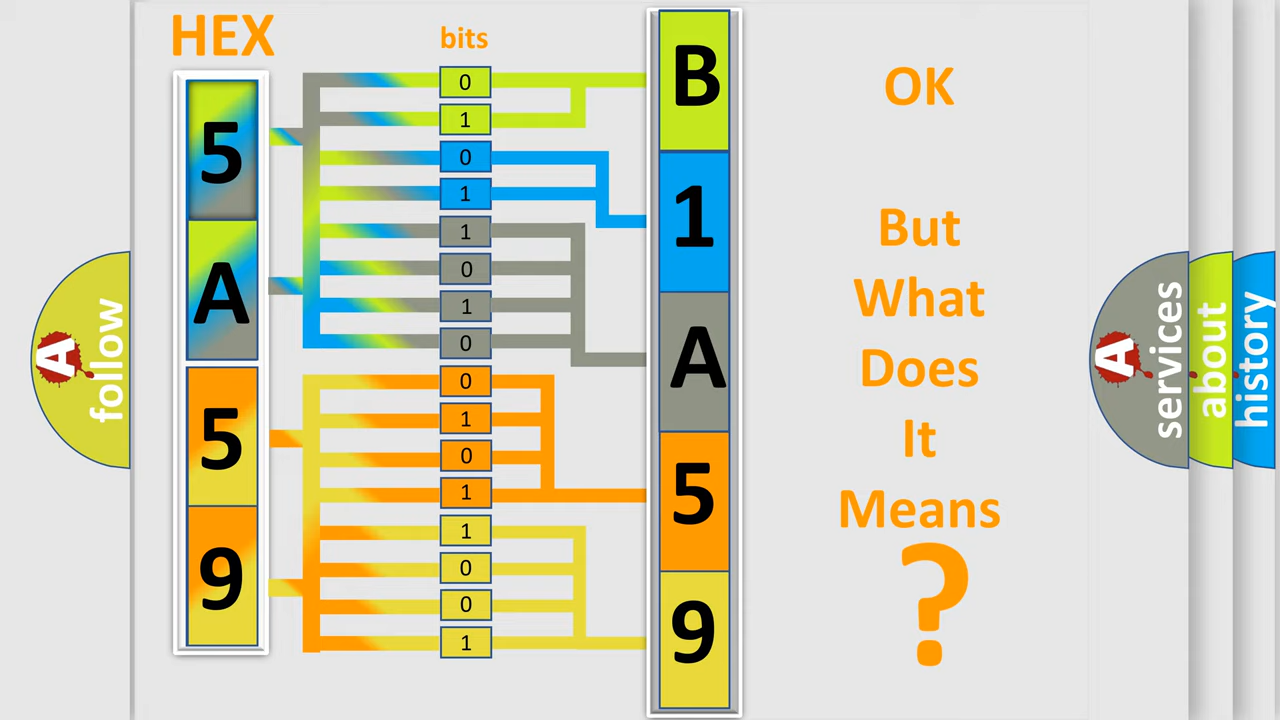 HEX
bits
5
A
5
9
0
1
0
1
1
0
1
0
0
1
0
1
1
0
0
1
B
1
A
5
9
OK
But
What
Does
It
Means
?
A
follow
A
services
about
history